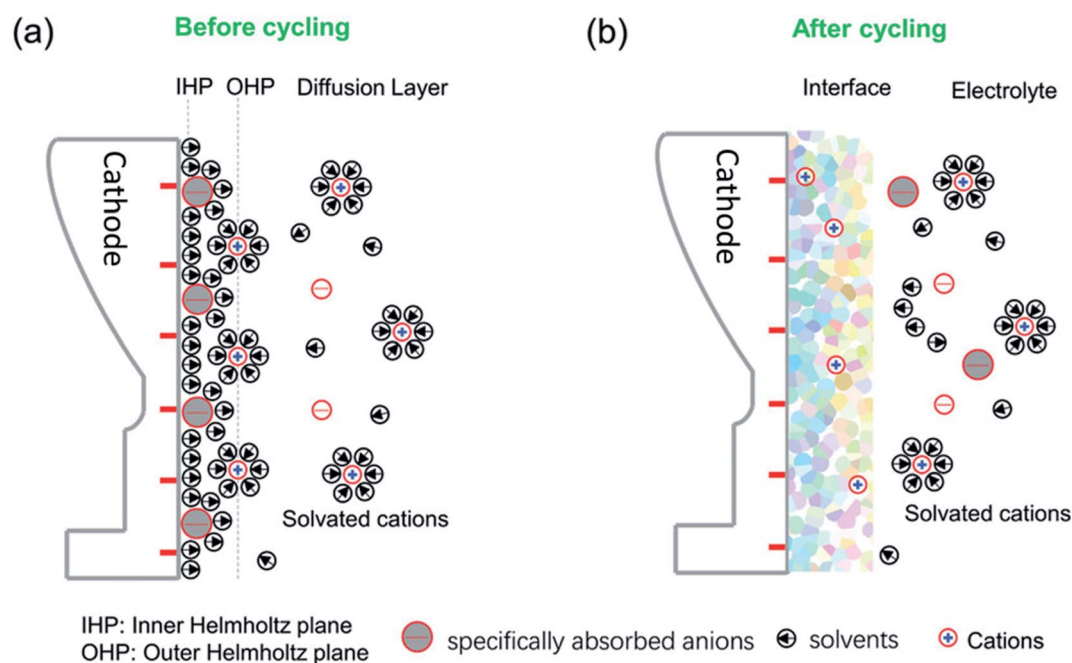 (a)
Before cycling
IHP OHP Diffusion Layer
Cathode
Solvated cations
(b)
After cycling
Interface Electrolyte
Cathode
Solvated cations
IHP: Inner Helmholtz plane
OHP: Outer Helmholtz plane
specifically absorbed anions
solvents
Cations